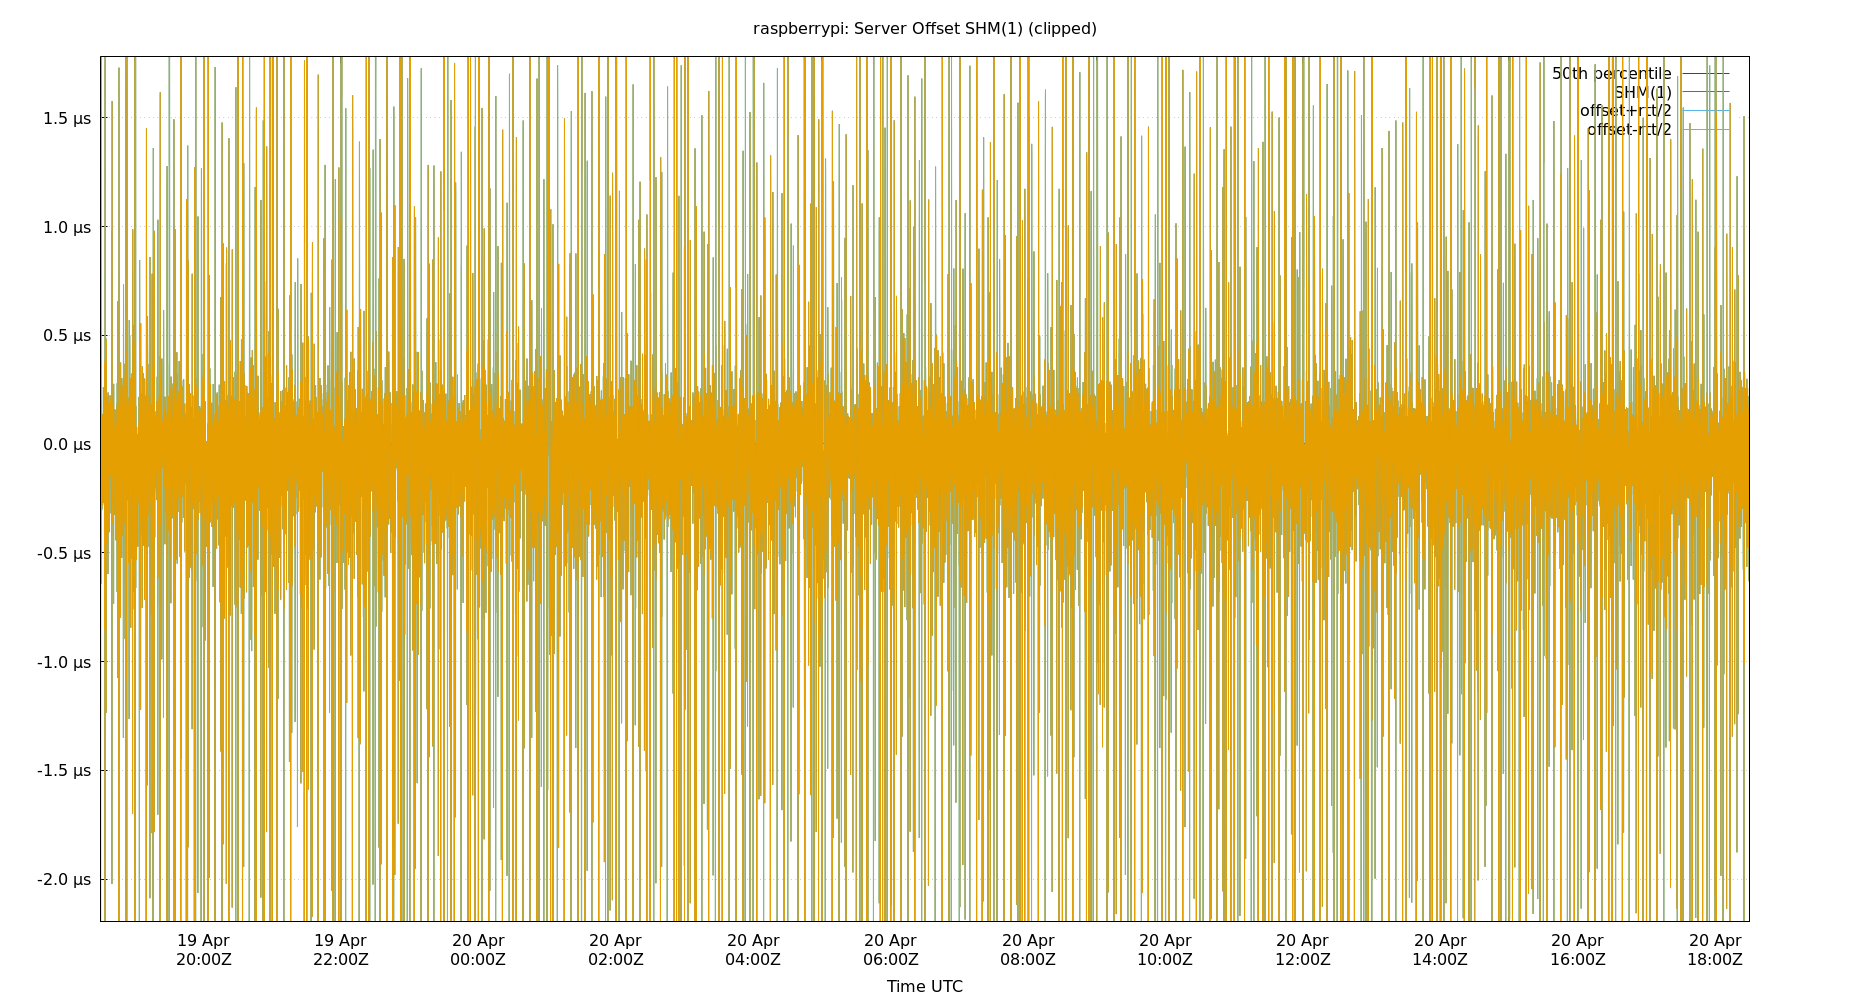 raspberrypi: Server Offset SHM(1) (clipped)
50th percentile
SHM(1)
offset+rtt/2
offset-rtt/2
1.5 µs
1.0 µs
0.5 µs
0.0 µs
-0.5 µs
-1.0 µs
-1.5 µs
-2.0 µs
19 Apr 19 Apr 20 Apr 20 Apr 20 Apr 20 Apr 20 Apr 20 Apr 20 Apr 20 Apr 20 Apr 20 Apr
20:00Z 22:00Z 00:00Z 02:00Z 04:00Z 06:00Z 08:00Z 10:00Z 12:00Z 14:00Z 16:00Z 18:00Z
Time UTC